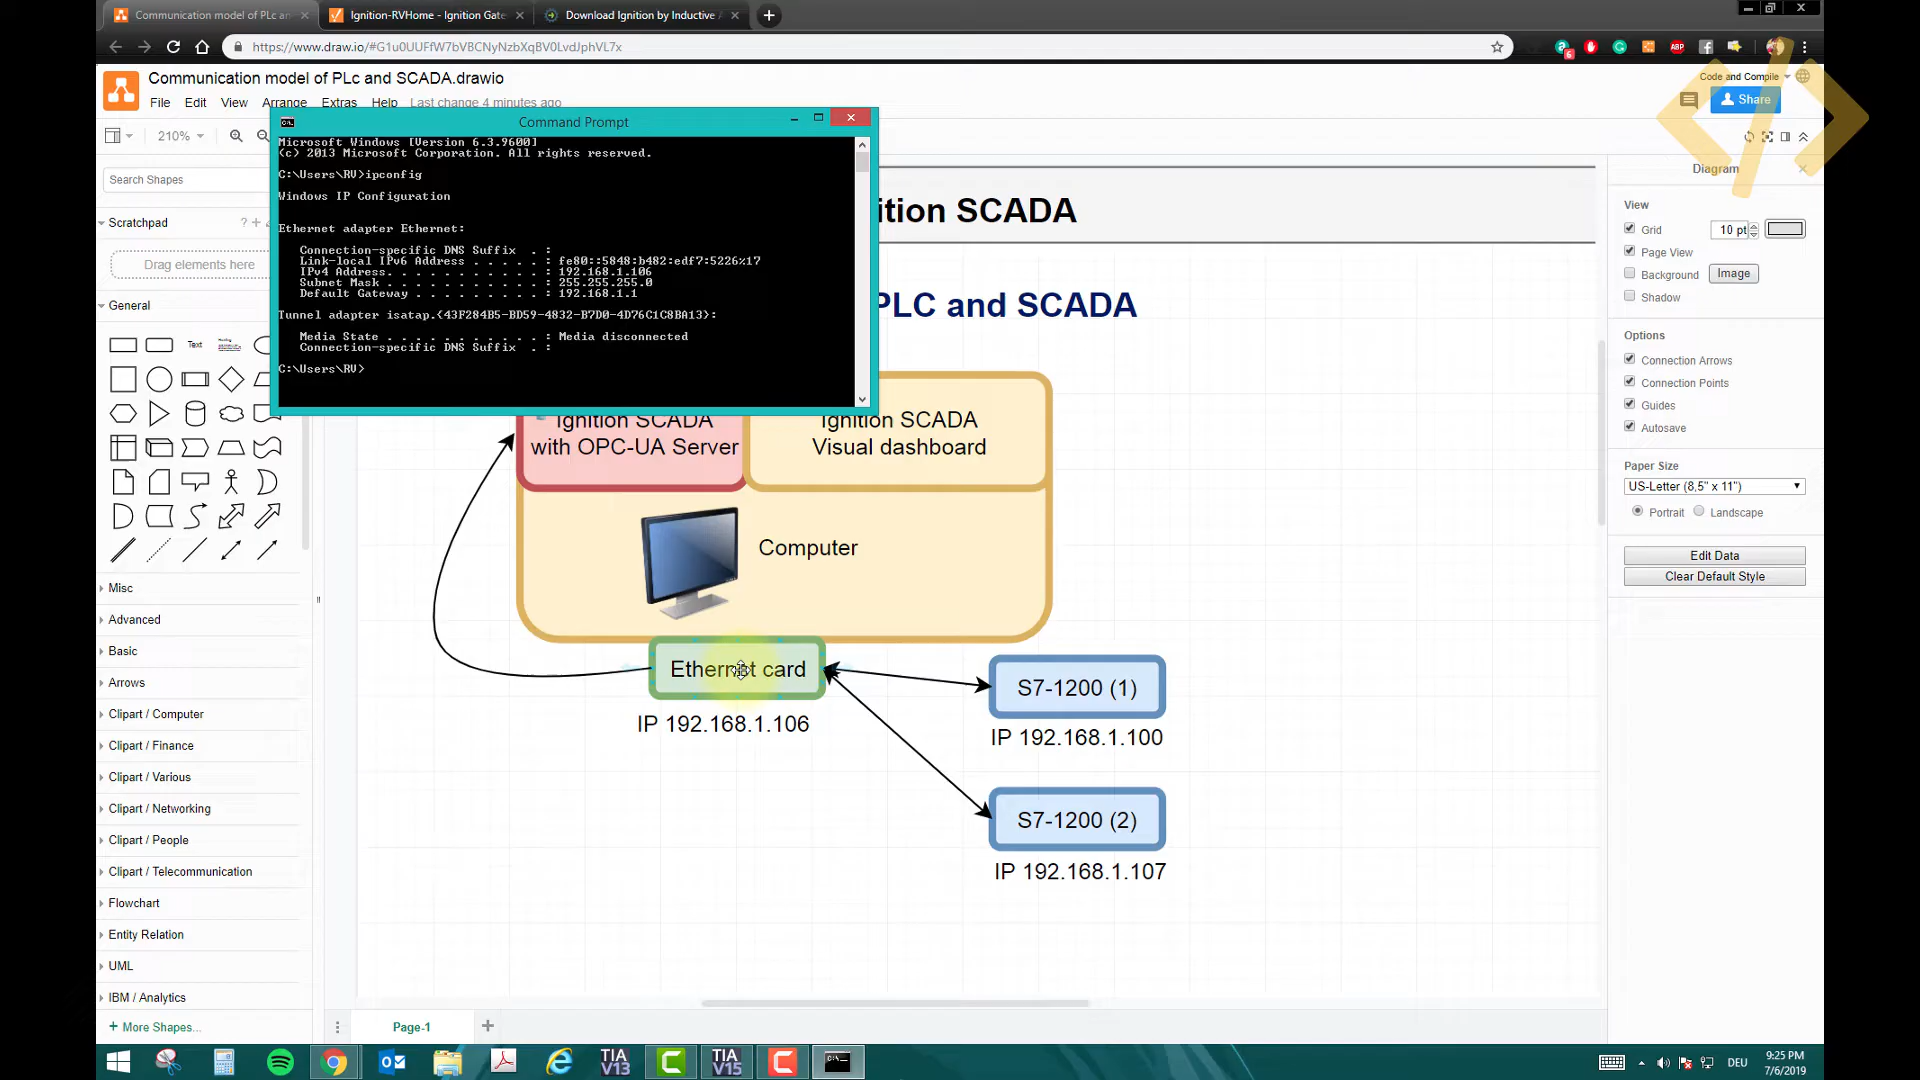 Communication model of PLc an
Ignition-RVHome - Ignition Gate
Download Ignition by Inductive
https://www.draw.io/#G1u0UUFfW7bVBCNyNzbXqBV0LvdJphVL7x
6
ABP
Communication model of PLc and SCADA.drawio
File Edit View Arrange Extras Help Last change 4 minutes ago
Code and Compile
Share
210%
Search Shapes
Scratchpad
Drag elements here
General
Text
Misc
Advanced
Basic
Arrows
Clipart / Computer
Clipart / Finance
Clipart / Various
Clipart / Networking
Clipart / People
Clipart / Telecommunication
Flowchart
Entity Relation
UML
IBM / Analytics
+ More Shapes...
Command Prompt
Microsoft Windows [Version 6.3.9600]
(c) 2013 Microsoft Corporation. All rights reserved.
C:\Users\RV>ipconfig
Windows IP Configuration
Ethernet adapter Ethernet:
Connection-specific DNS Suffix . :
Link-local IPv6 Address . . . . . : fe80::5848:b482:edf7:5226%17
IPv4 Address. . . . . . . . . . . : 192.168.1.106
Subnet Mask . . . . . . . . . . . : 255.255.255.0
Default Gateway . . . . . . . . . : 192.168.1.1
Tunnel adapter isatap.{43F284B5-BD59-4832-B7D0-4D76C1C8BA13}:
Media State . . . . . . . . . . . : Media disconnected
Connection-specific DNS Suffix . :
C:\Users\RV>
ition SCADA
PLC and SCADA
Ignition SCADA
with OPC-UA Server
Ignition SCADA
Visual dashboard
Computer
Ethernet card
IP 192.168.1.106
S7-1200 (1)
IP 192.168.1.100
S7-1200 (2)
IP 192.168.1.107
Diagram
View
Grid 10 pt
Page View
Background Image
Shadow
Options
Connection Arrows
Connection Points
Guides
Autosave
Paper Size
US-Letter (8,5" x 11")
Portrait Landscape
Edit Data
Clear Default Style
Page-1
TIA V13
TIA V15
DEU
9:25 PM
7/6/2019